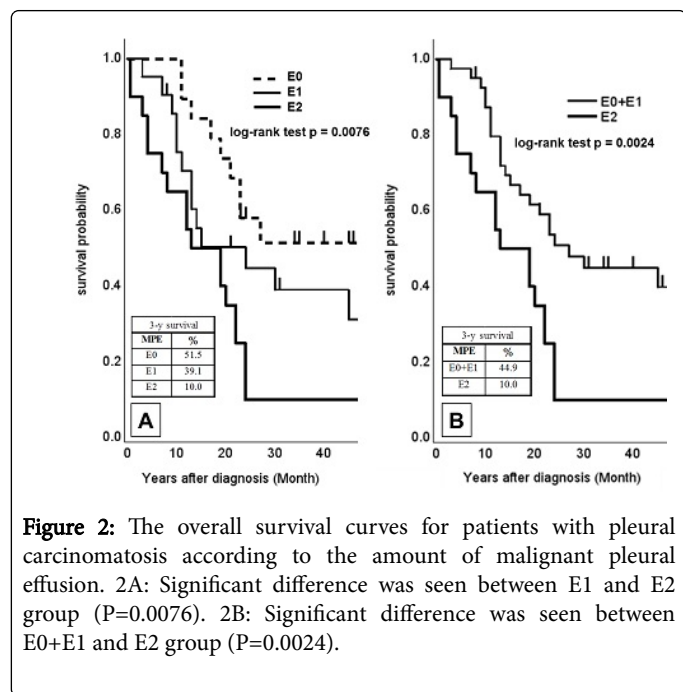 1.0
0.8
0.6
0.4
0.2
0.0
survival probability
E0
E1
E2
log-rank test p = 0.0076
3-y survival
MPE %
E0 51.5
E1 39.1
E2 10.0
A
0 10 20 30 40
Years after diagnosis (Month)
1.0
0.8
0.6
0.4
0.2
0.0
survival probability
E0+E1
E2
log-rank test p = 0.0024
3-y survival
MPE %
E0+E1 44.9
E2 10.0
B
0 10 20 30 40
Years after diagnosis (Month)
Figure 2: The overall survival curves for patients with pleural
carcinomatosis according to the amount of malignant pleural
effusion. 2A: Significant difference was seen between E1 and E2
group (P=0.0076). 2B: Significant difference was seen between
E0+E1 and E2 group (P=0.0024).